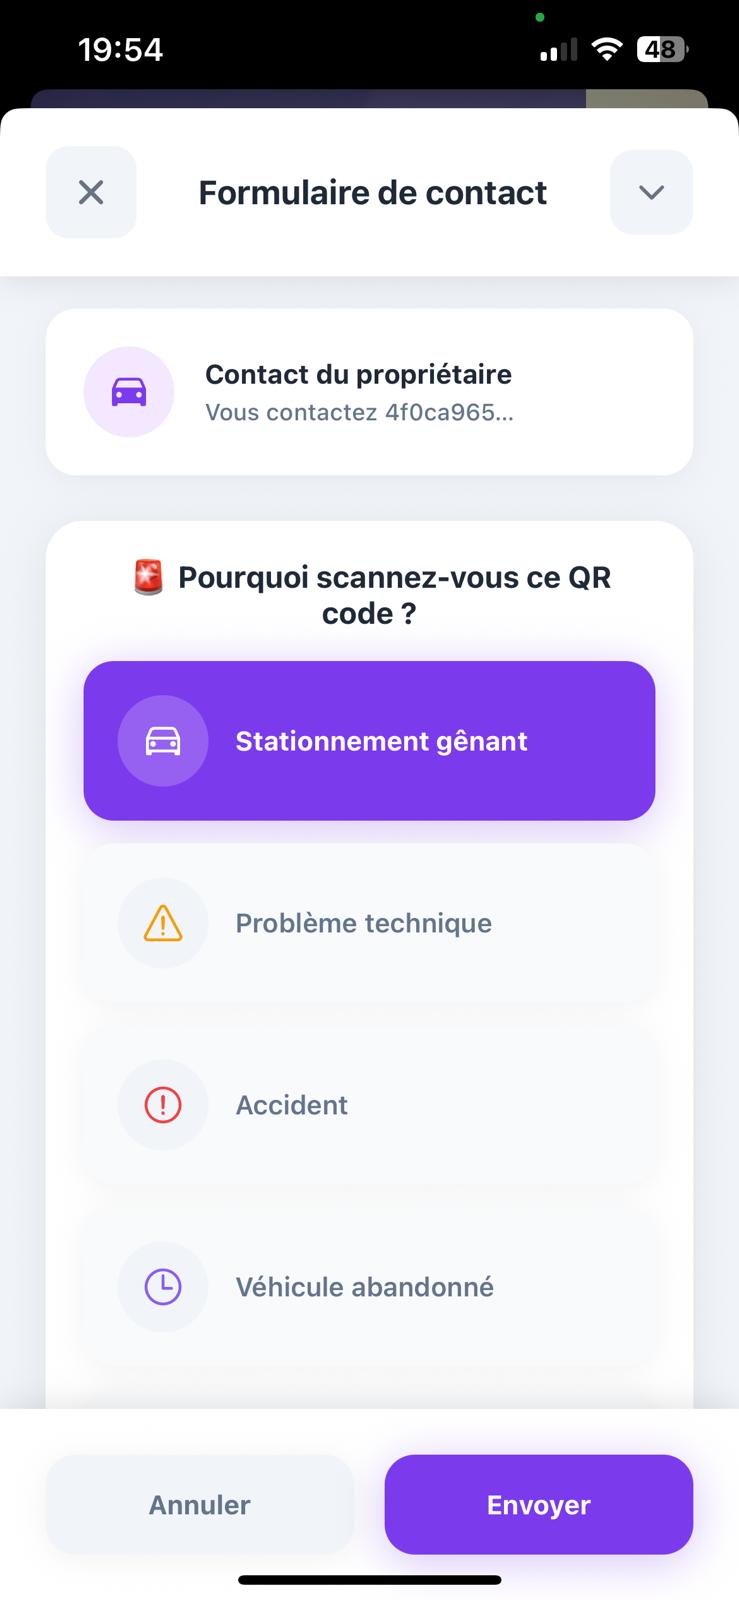 19:54
48
Formulaire de contact
Contact du propriétaire
Vous contactez 4f0ca965...
🚨 Pourquoi scannez-vous ce QR
code ?
Stationnement gênant
Problème technique
Accident
Véhicule abandonné
Annuler
Envoyer